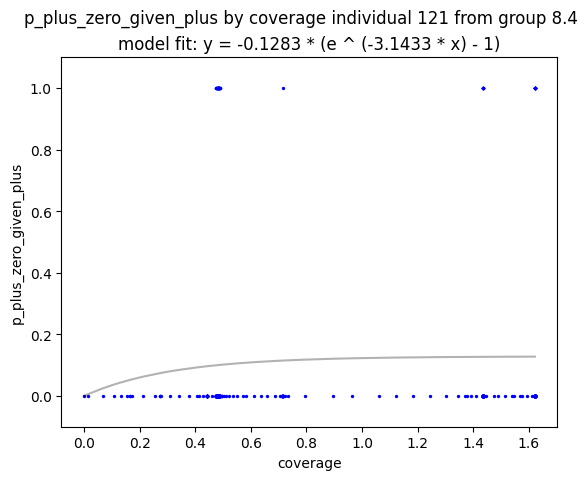 p_plus_zero_given_plus by coverage individual 121 from group 8.4
model fit: y = -0.1283 * (e ^ (-3.1433 * x) - 1)
1.0
0.8
0.6
0.4
0.2
0.0
p_plus_zero_given_plus
0.0 0.2 0.4 0.6 0.8 1.0 1.2 1.4 1.6
coverage